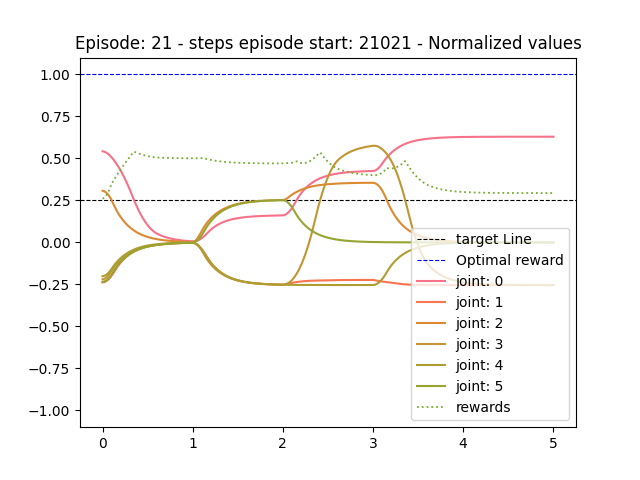 Episode: 21 - steps episode start: 21021 - Normalized values
1.00
0.75
0.50
0.25
0.00
−0.25
−0.50
−0.75
−1.00
0 1 2 3 4 5
target Line
Optimal reward
joint: 0
joint: 1
joint: 2
joint: 3
joint: 4
joint: 5
rewards